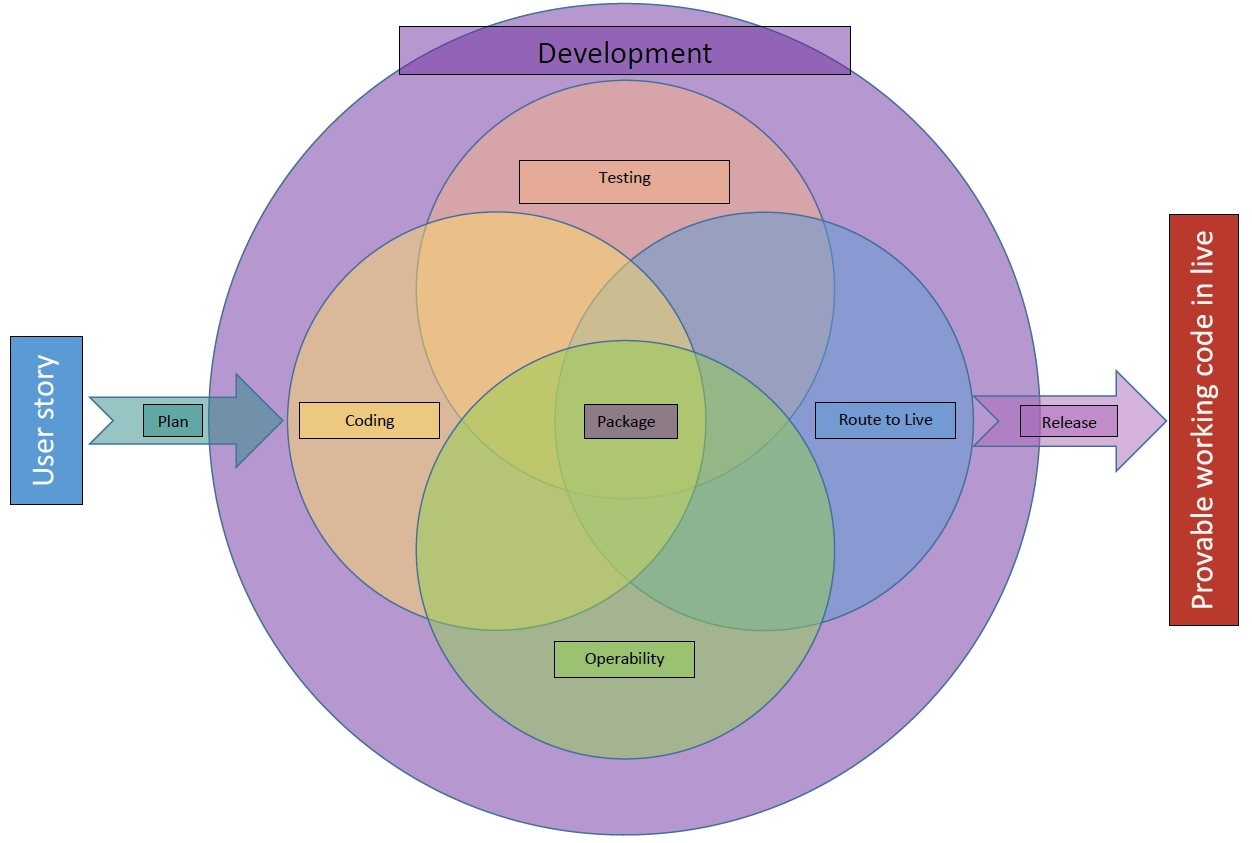 Development
Testing
User story
Plan
Coding
Package
Route to Live
Release
Provable working code in live
Operability